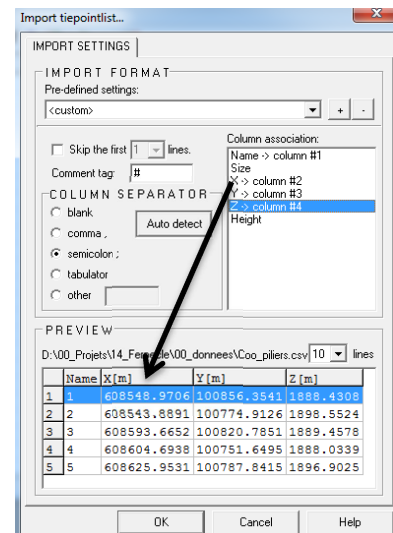 Import tiepointlist...
IMPORT SETTINGS
IMPORT FORMAT
Pre-defined settings:
<custom>
+ -
Skip the first 1 lines.
Comment tag: #
Column association:
Name -> column #1
Size
X -> column #2
Y -> column #3
Z -> column #4
Height
COLUMN SEPARATOR
blank
comma ,
semicolon ;
tabulator
other
Auto detect
PREVIEW
D:\00_Projets\14_Ferpecle\00_donnees\Coo_piliers.csv 10 lines
Name X[m] Y[m] Z[m]
1 1 608548.9706 100856.3541 1888.4308
2 2 608543.8891 100774.9126 1898.5524
3 3 608593.6652 100820.7851 1889.4578
4 4 608604.6938 100751.6495 1888.0339
5 5 608625.9531 100787.8415 1896.9025
OK Cancel Help